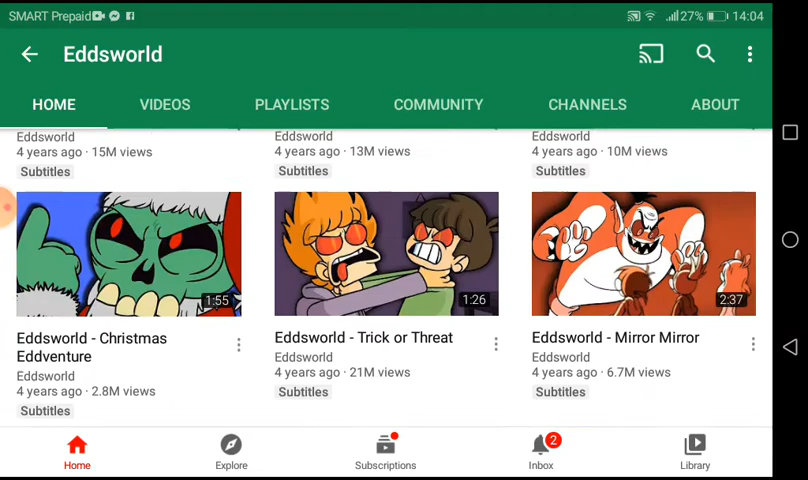 SMART Prepaid 27% 14:04
Eddsworld
HOME VIDEOS PLAYLISTS COMMUNITY CHANNELS ABOUT
Eddsworld Eddsworld Eddsworld
4 years ago · 15M views 4 years ago · 13M views 4 years ago · 10M views
Subtitles Subtitles Subtitles
1:55 1:26 2:37
Eddsworld - Christmas
Eddventure
Eddsworld
4 years ago · 2.8M views
Subtitles
Eddsworld - Trick or Threat
Eddsworld
4 years ago · 21M views
Subtitles
Eddsworld - Mirror Mirror
Eddsworld
4 years ago · 6.7M views
Subtitles
2
Home Explore Subscriptions Inbox Library